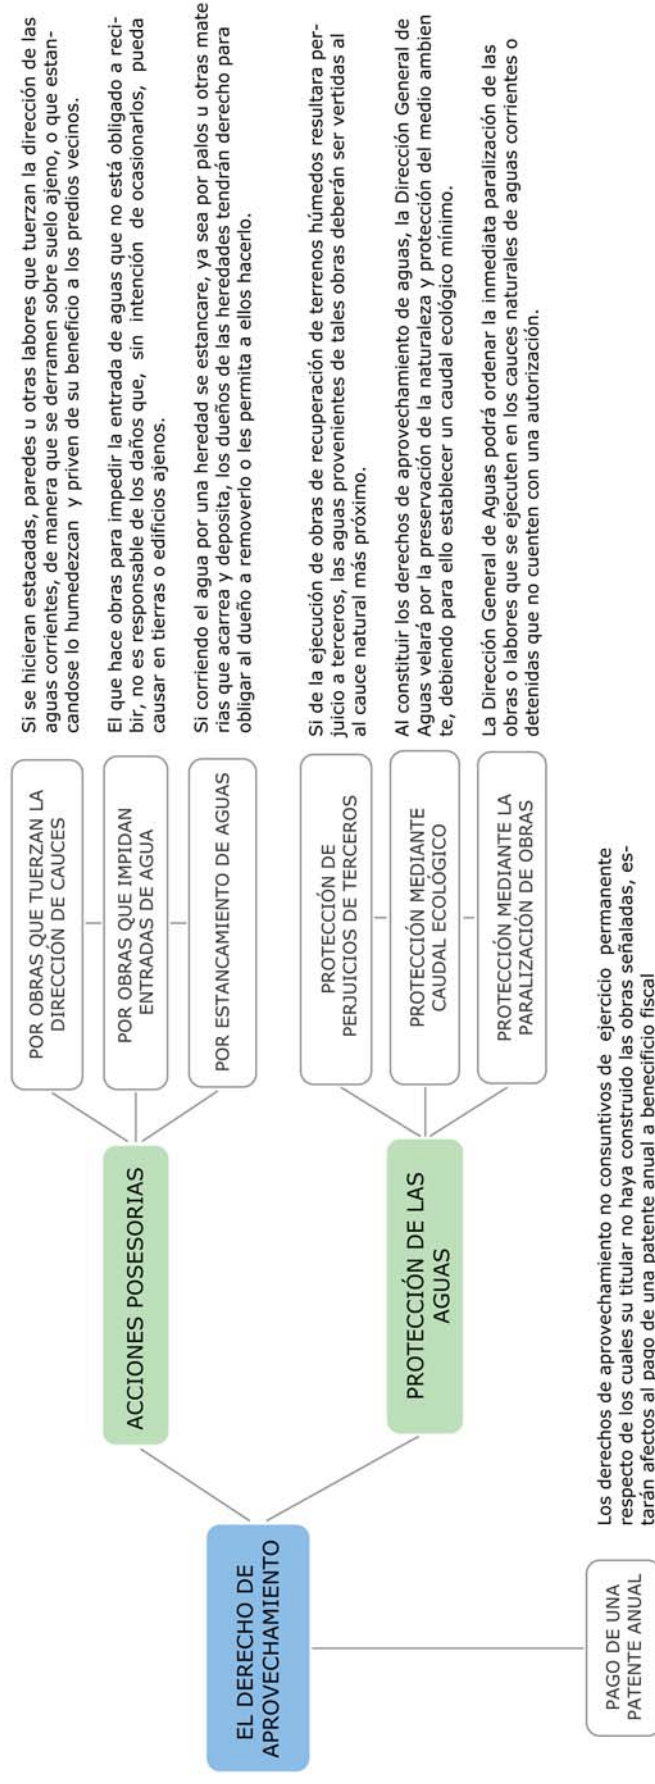 EL DERECHO DE
APROVECHAMIENTO
ACCIONES POSESORIAS
POR OBRAS QUE TUERZAN LA
DIRECCIÓN DE CAUCES
Si se hicieran estacadas, paredes u otras labores que tuerzan la dirección de las
aguas corrientes, de manera que se derramen sobre suelo ajeno, o que estan-
candose lo humedezcan y priven de su beneficio a los predios vecinos.
POR OBRAS QUE IMPIDAN
ENTRADAS DE AGUA
El que hace obras para impedir la entrada de aguas que no está obligado a reci-
bir, no es responsable de los daños que, sin intención de ocasionarlos, pueda
causar en tierras o edificios ajenos.
POR ESTANCAMIENTO DE AGUAS
Si corriendo el agua por una heredad se estancare, ya sea por palos u otras mate
rias que acarrea y deposita, los dueños de las heredades tendrán derecho para
obligar al dueño a removerlo o les permita a ellos hacerlo.
PROTECCIÓN DE LAS
AGUAS
PROTECCIÓN DE
PERJUICIOS DE TERCEROS
Si de la ejecución de obras de recuperación de terrenos húmedos resultara per-
juicio a terceros, las aguas provenientes de tales obras deberán ser vertidas al
al cauce natural más próximo.
PROTECCIÓN MEDIANTE
CAUDAL ECOLÓGICO
Al constituir los derechos de aprovechamiento de aguas, la Dirección General de
Aguas velará por la preservación de la naturaleza y protección del medio ambien
te, debiendo para ello establecer un caudal ecológico mínimo.
PROTECCIÓN MEDIANTE LA
PARALIZACIÓN DE OBRAS
La Dirección General de Aguas podrá ordenar la inmediata paralización de las
obras o labores que se ejecuten en los cauces naturales de aguas corrientes o
detenidas que no cuenten con una autorización.
PAGO DE UNA
PATENTE ANUAL
Los derechos de aprovechamiento no consuntivos de ejercicio permanente
respecto de los cuales su titular no haya construido las obras señaladas, es-
tarán afectos al pago de una patente anual a benecificio fiscal